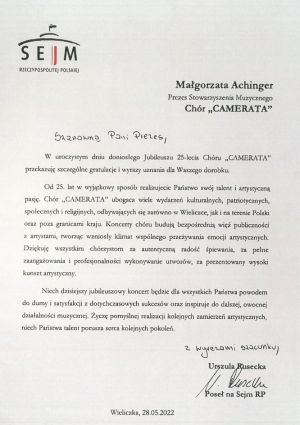 SEJM
RZECZYPOSPOLITEJ POLSKIEJ
Małgorzata Achinger
Prezes Stowarzyszenia Muzycznego
Chór „CAMERATA”
Szanowna Pani Prezes,
W uroczystym dniu doniosłego Jubileuszu 25-lecia Chóru „CAMERATA”
przekazuję szczególne gratulacje i wyrazy uznania dla Waszego dorobku.
Od 25. lat w wyjątkowy sposób realizujecie Państwo swój talent i artystyczną
pasję. Chór „CAMERATA” ubogaca wiele wydarzeń kulturalnych, patriotycznych,
społecznych i religijnych, odbywających się zarówno w Wieliczce, jak i na terenie Polski
oraz poza granicami kraju. Koncerty chóru budują bezpośrednią więź publiczności
z artystami, tworząc wzniosły klimat wspólnego przeżywania emocji artystycznych.
Dziękuję wszystkim chórzystom za autentyczną radość śpiewania, za pełne
zaangażowania i profesjonalności wykonywanie utworów, za prezentowany wysoki
kunszt artystyczny.
Niech dzisiejszy jubileuszowy koncert będzie dla wszystkich Państwa powodem
do dumy i satysfakcji z dotychczasowych sukcesów oraz inspiruje do dalszej, owocnej
działalności muzycznej. Życzę pomyślnej realizacji kolejnych zamierzeń artystycznych,
niech Państwa talent porusza serca kolejnych pokoleń.
z wyrazami szacunku,
Urszula Rusecka
Poseł na Sejm RP
Wieliczka, 28.05.2022